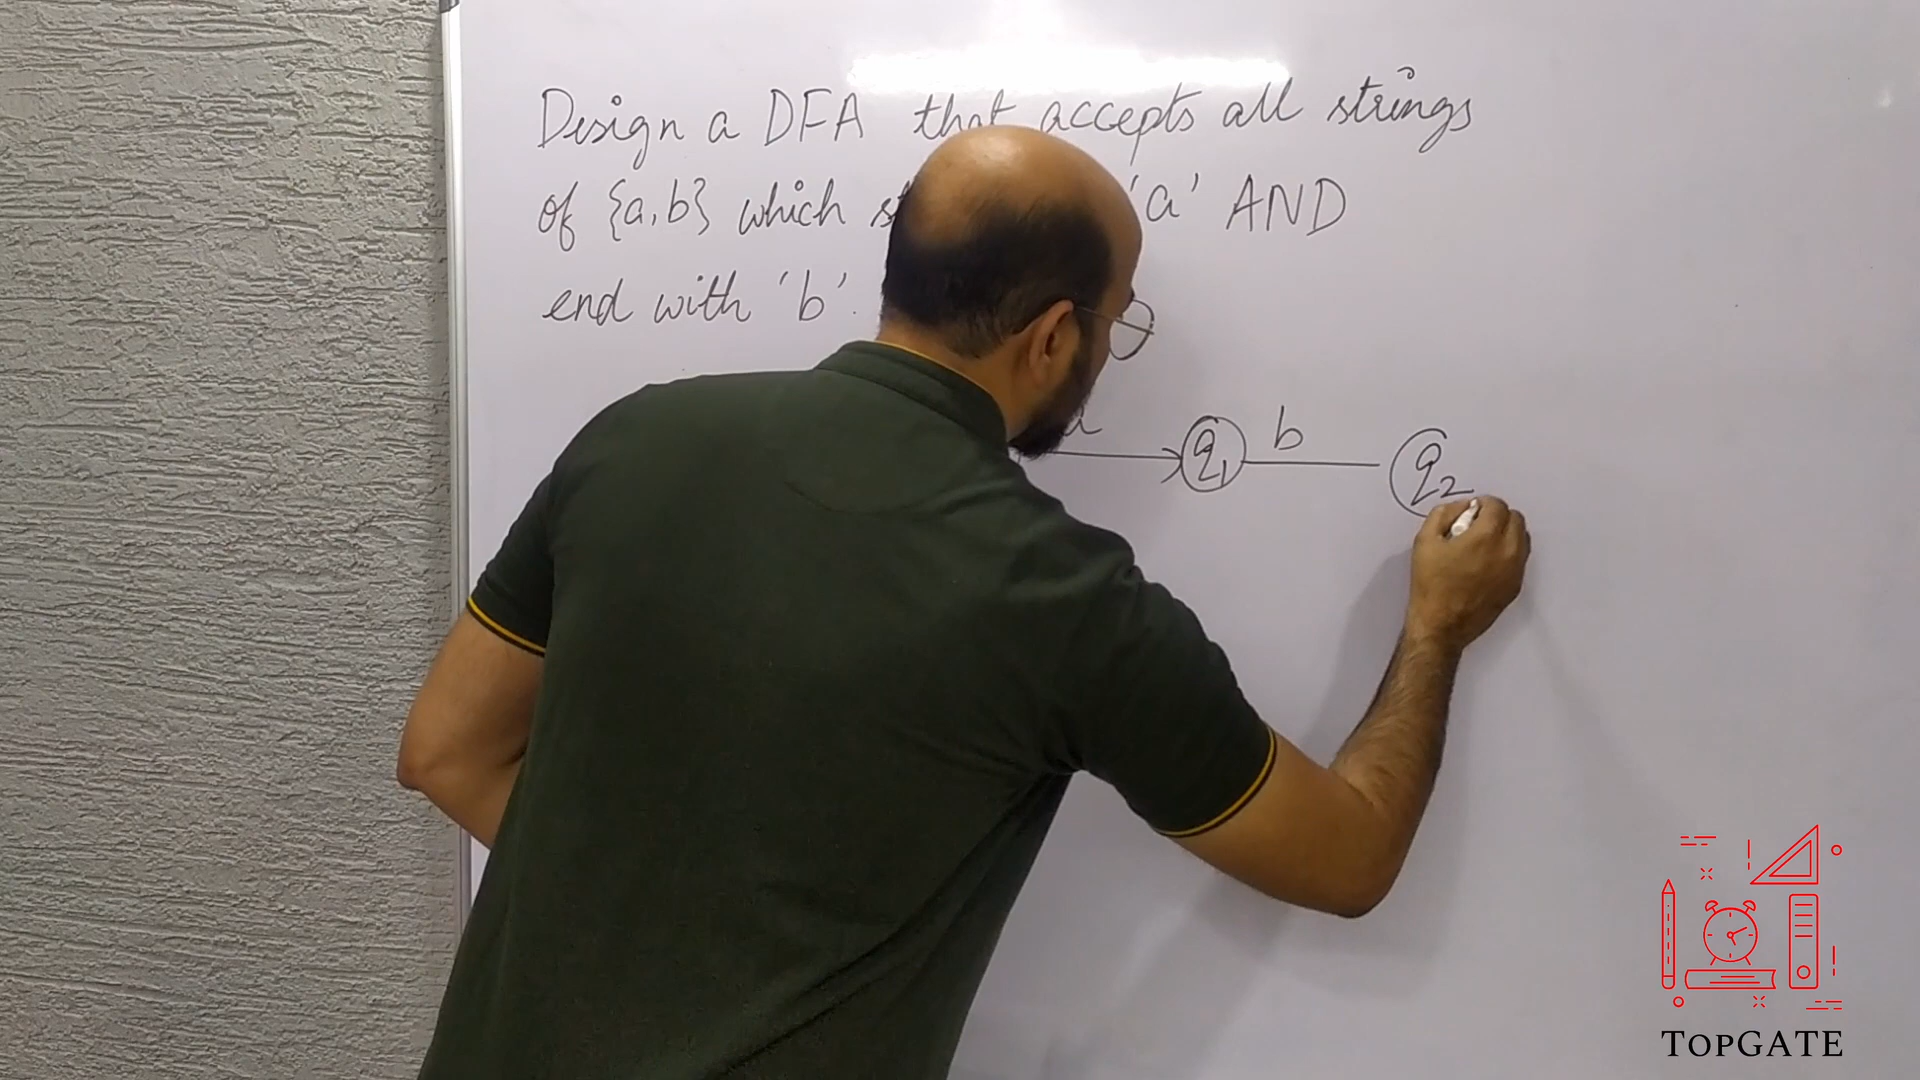 Design a DFA that accepts all strings
of {a,b} which 'a' AND
end with 'b'.
a
q1
b
q2
TOPGATE